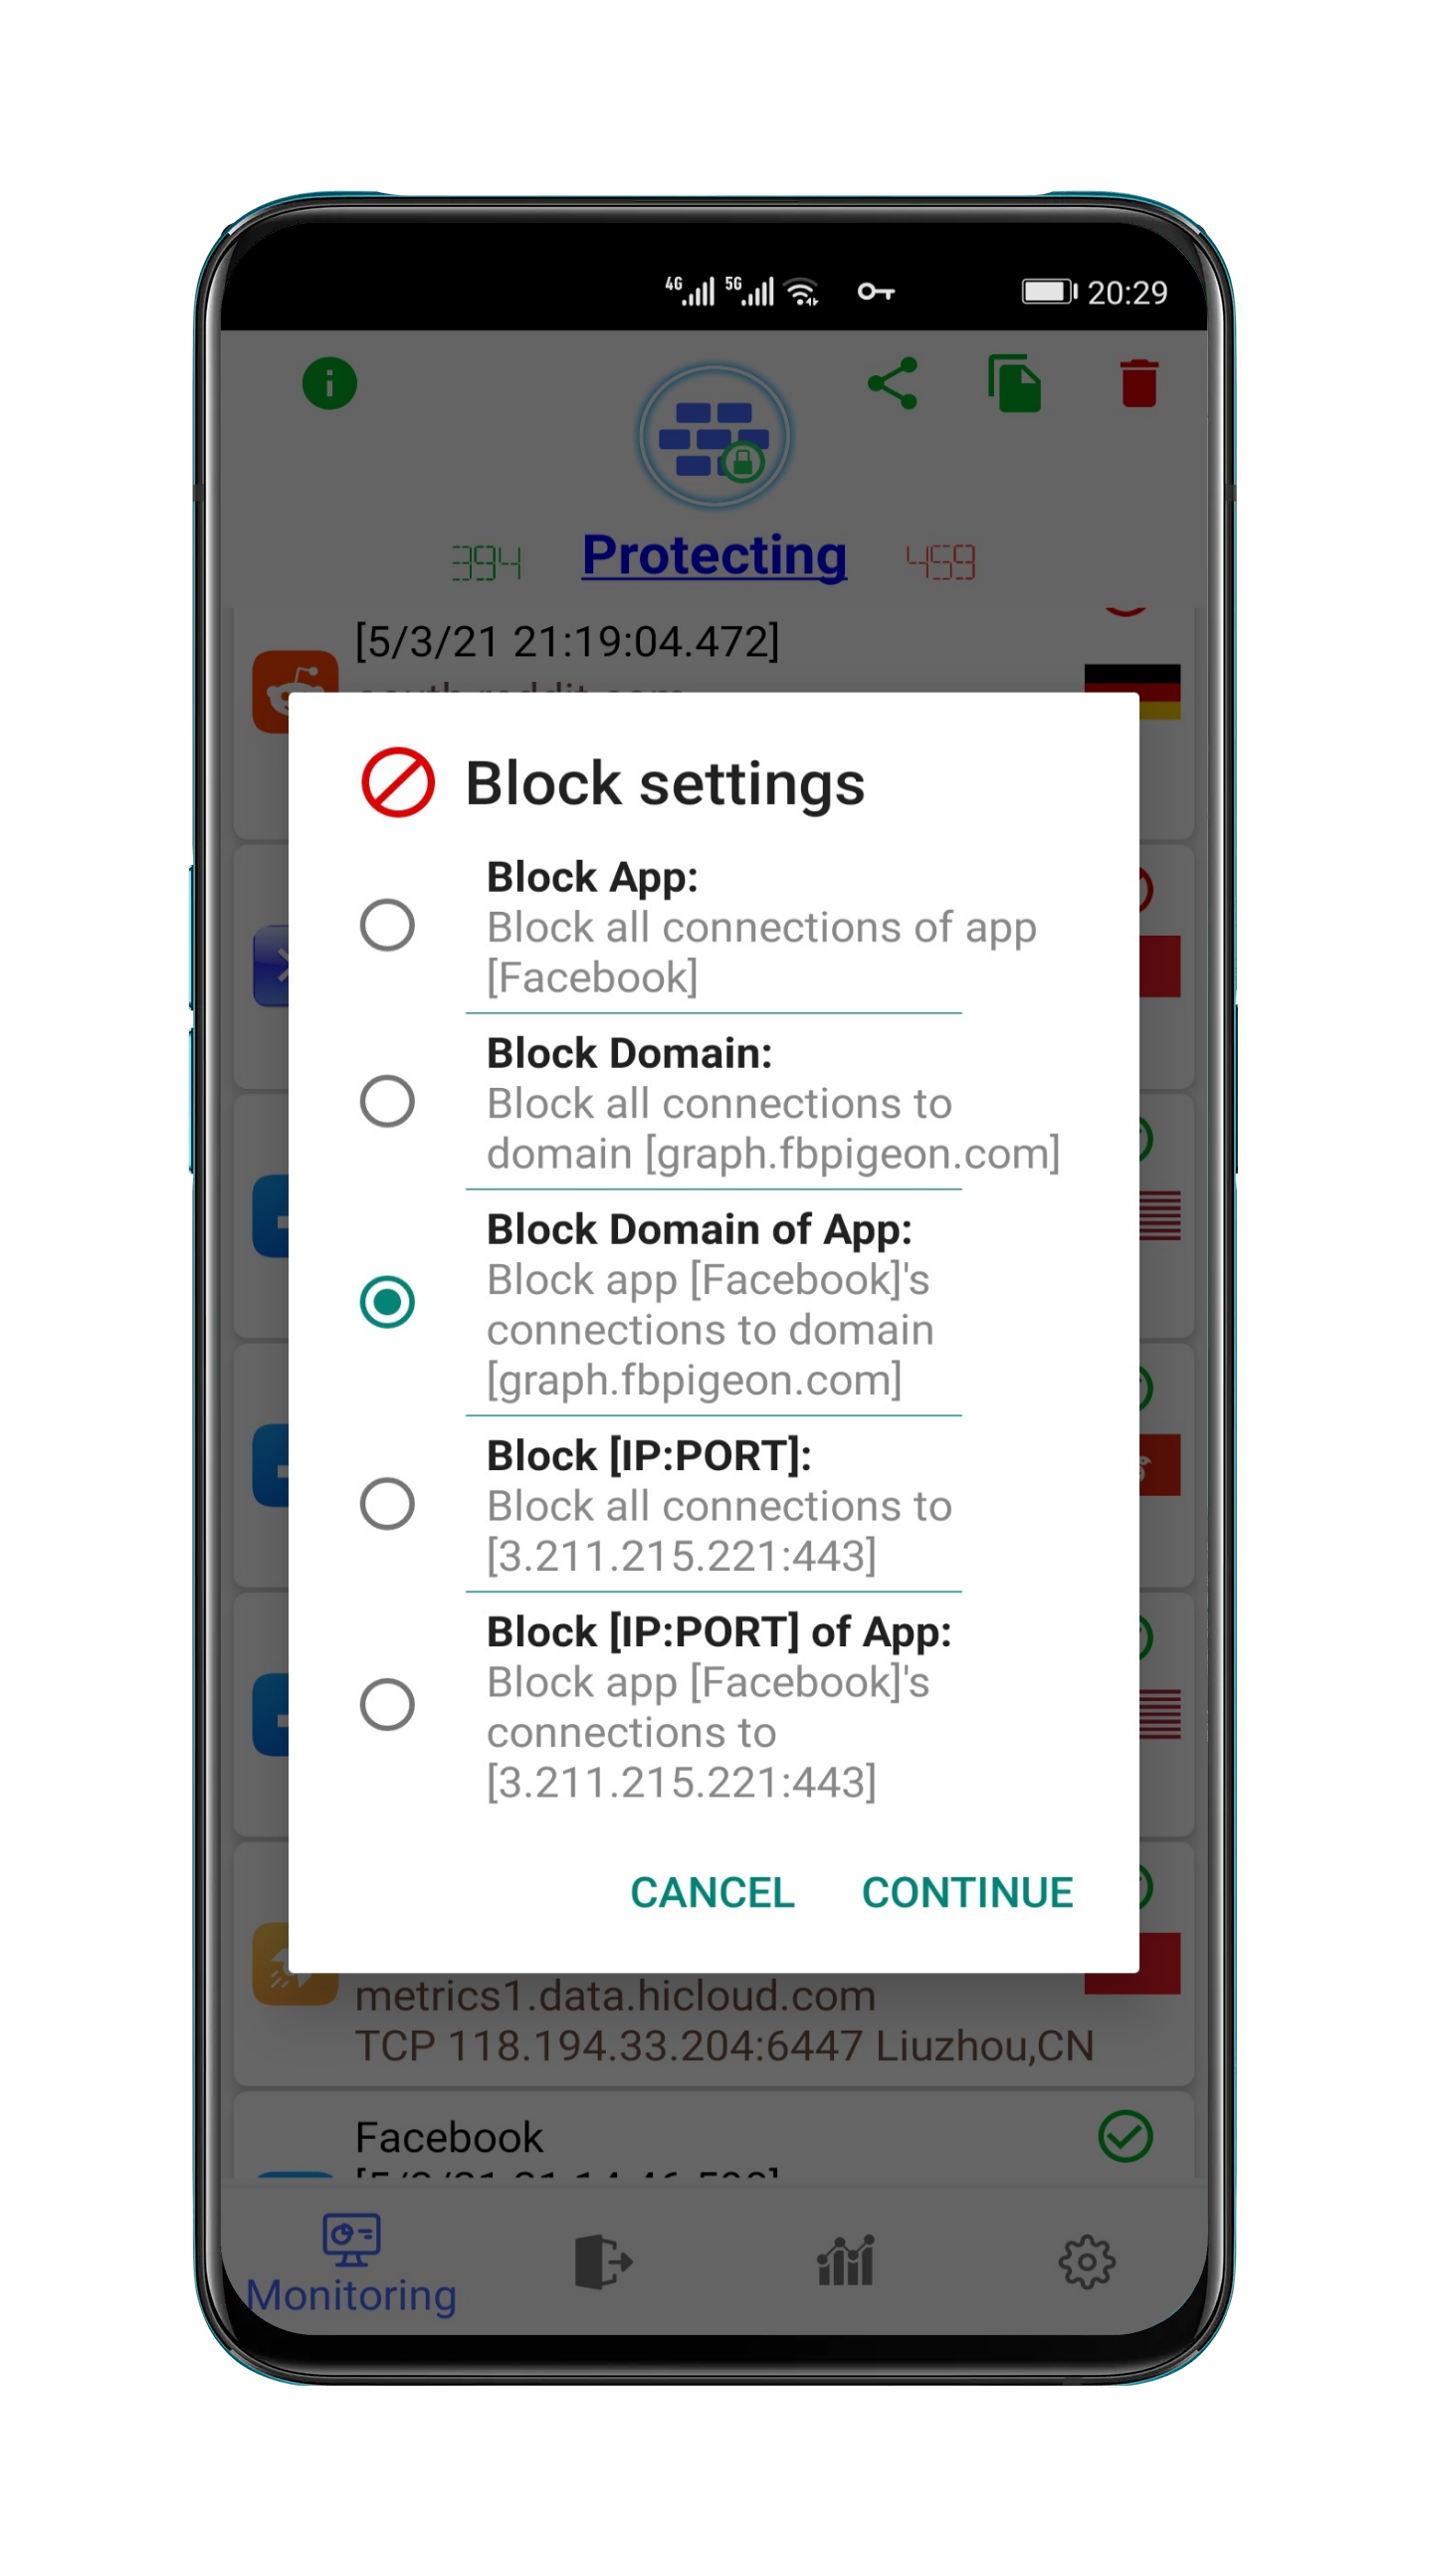 4G 5G 20:29
394 Protecting 459
[5/3/21 21:19:04.472]
Block settings
Block App:
Block all connections of app
[Facebook]
Block Domain:
Block all connections to
domain [graph.fbpigeon.com]
Block Domain of App:
Block app [Facebook]'s
connections to domain
[graph.fbpigeon.com]
Block [IP:PORT]:
Block all connections to
[3.211.215.221:443]
Block [IP:PORT] of App:
Block app [Facebook]'s
connections to
[3.211.215.221:443]
CANCEL CONTINUE
metrics1.data.hicloud.com
TCP 118.194.33.204:6447 Liuzhou,CN
Facebook
Monitoring